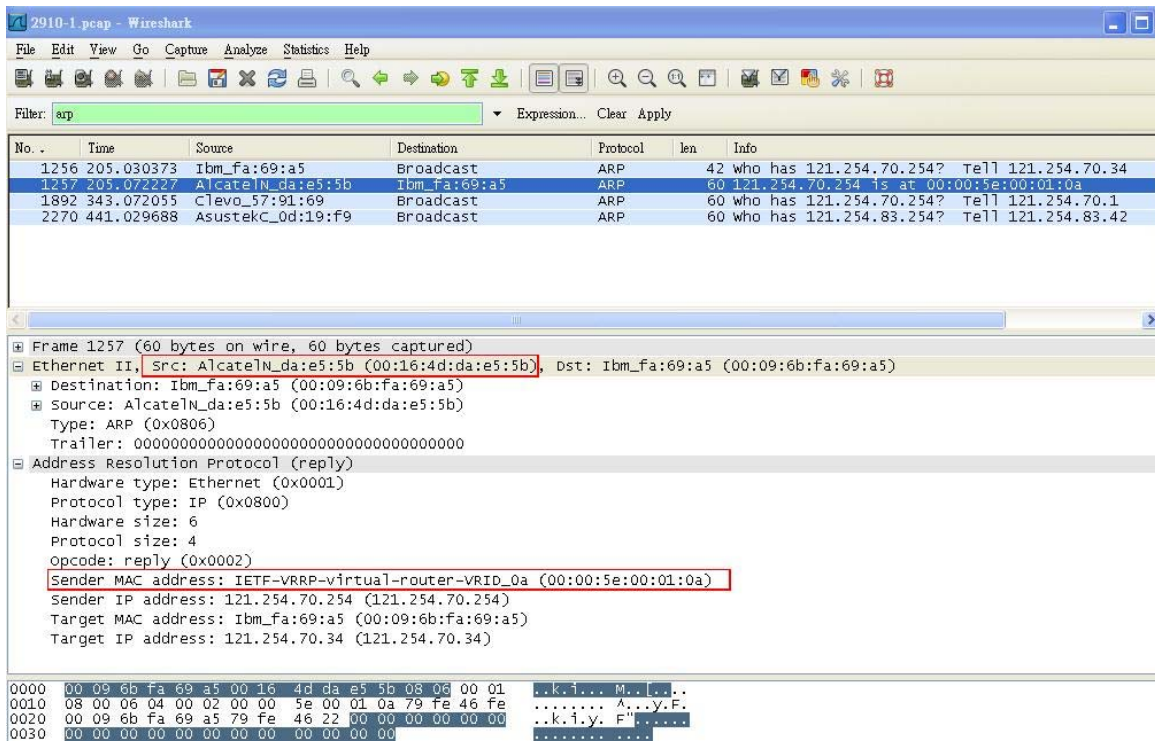 2910-1.pcap - Wireshark
File Edit View Go Capture Analyze Statistics Help
Filter: arp Expression... Clear Apply
No. . Time Source Destination Protocol len Info
1256 205.030373 Ibm_fa:69:a5 Broadcast ARP 42 who has 121.254.70.254? Tell 121.254.70.34
1257 205.072227 AlcatelN_da:e5:5b Ibm_fa:69:a5 ARP 60 121.254.70.254 is at 00:00:5e:00:01:0a
1892 343.072055 Clevo_57:91:69 Broadcast ARP 60 who has 121.254.70.254? Tell 121.254.70.1
2270 441.029688 AsustekC_0d:19:f9 Broadcast ARP 60 who has 121.254.83.254? Tell 121.254.83.42
Frame 1257 (60 bytes on wire, 60 bytes captured)
Ethernet II, Src: AlcatelN_da:e5:5b (00:16:4d:da:e5:5b), Dst: Ibm_fa:69:a5 (00:09:6b:fa:69:a5)
Destination: Ibm_fa:69:a5 (00:09:6b:fa:69:a5)
Source: AlcatelN_da:e5:5b (00:16:4d:da:e5:5b)
Type: ARP (0x0806)
Trailer: 000000000000000000000000000000000000
Address Resolution Protocol (reply)
Hardware type: Ethernet (0x0001)
Protocol type: IP (0x0800)
Hardware size: 6
Protocol size: 4
Opcode: reply (0x0002)
Sender MAC address: IETF-VRRP-virtual-router-VRID_0a (00:00:5e:00:01:0a)
Sender IP address: 121.254.70.254 (121.254.70.254)
Target MAC address: Ibm_fa:69:a5 (00:09:6b:fa:69:a5)
Target IP address: 121.254.70.34 (121.254.70.34)
0000 00 09 6b fa 69 a5 00 16 4d da e5 5b 08 06 00 01 ..k.i... M..[....
0010 08 00 06 04 00 02 00 00 5e 00 01 0a 79 fe 46 fe ........ ^...y.F.
0020 00 09 6b fa 69 a5 79 fe 46 22 00 00 00 00 00 00 ..k.i.y. F"......
0030 00 00 00 00 00 00 00 00 00 00 00 00 ........ ....